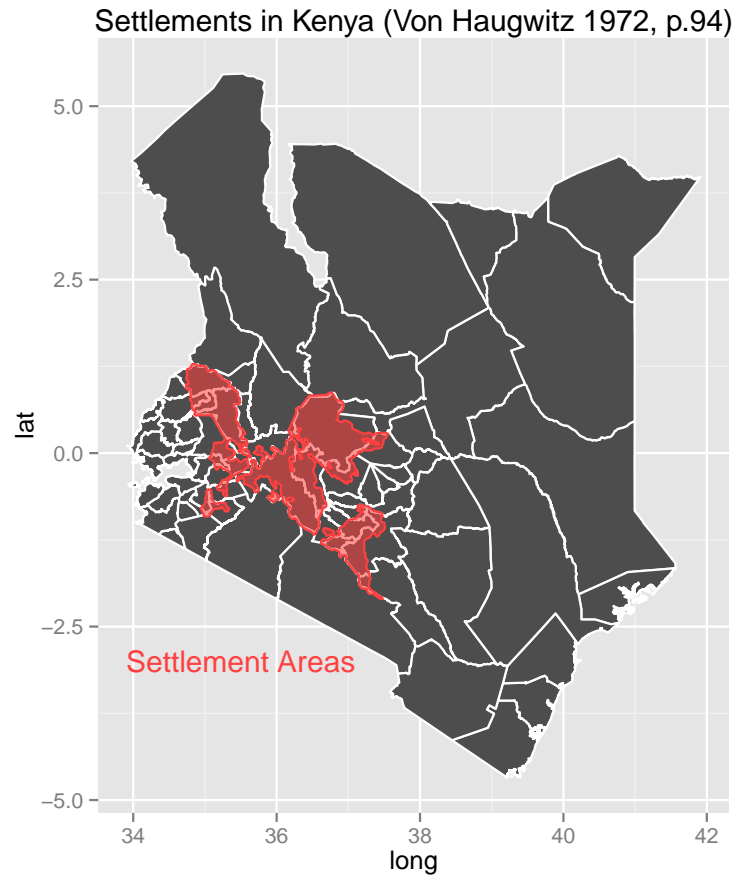 Settlements in Kenya (Von Haugwitz 1972, p.94)
5.0
2.5
0.0
−2.5
−5.0
lat
Settlement Areas
34 36 38 40 42
long